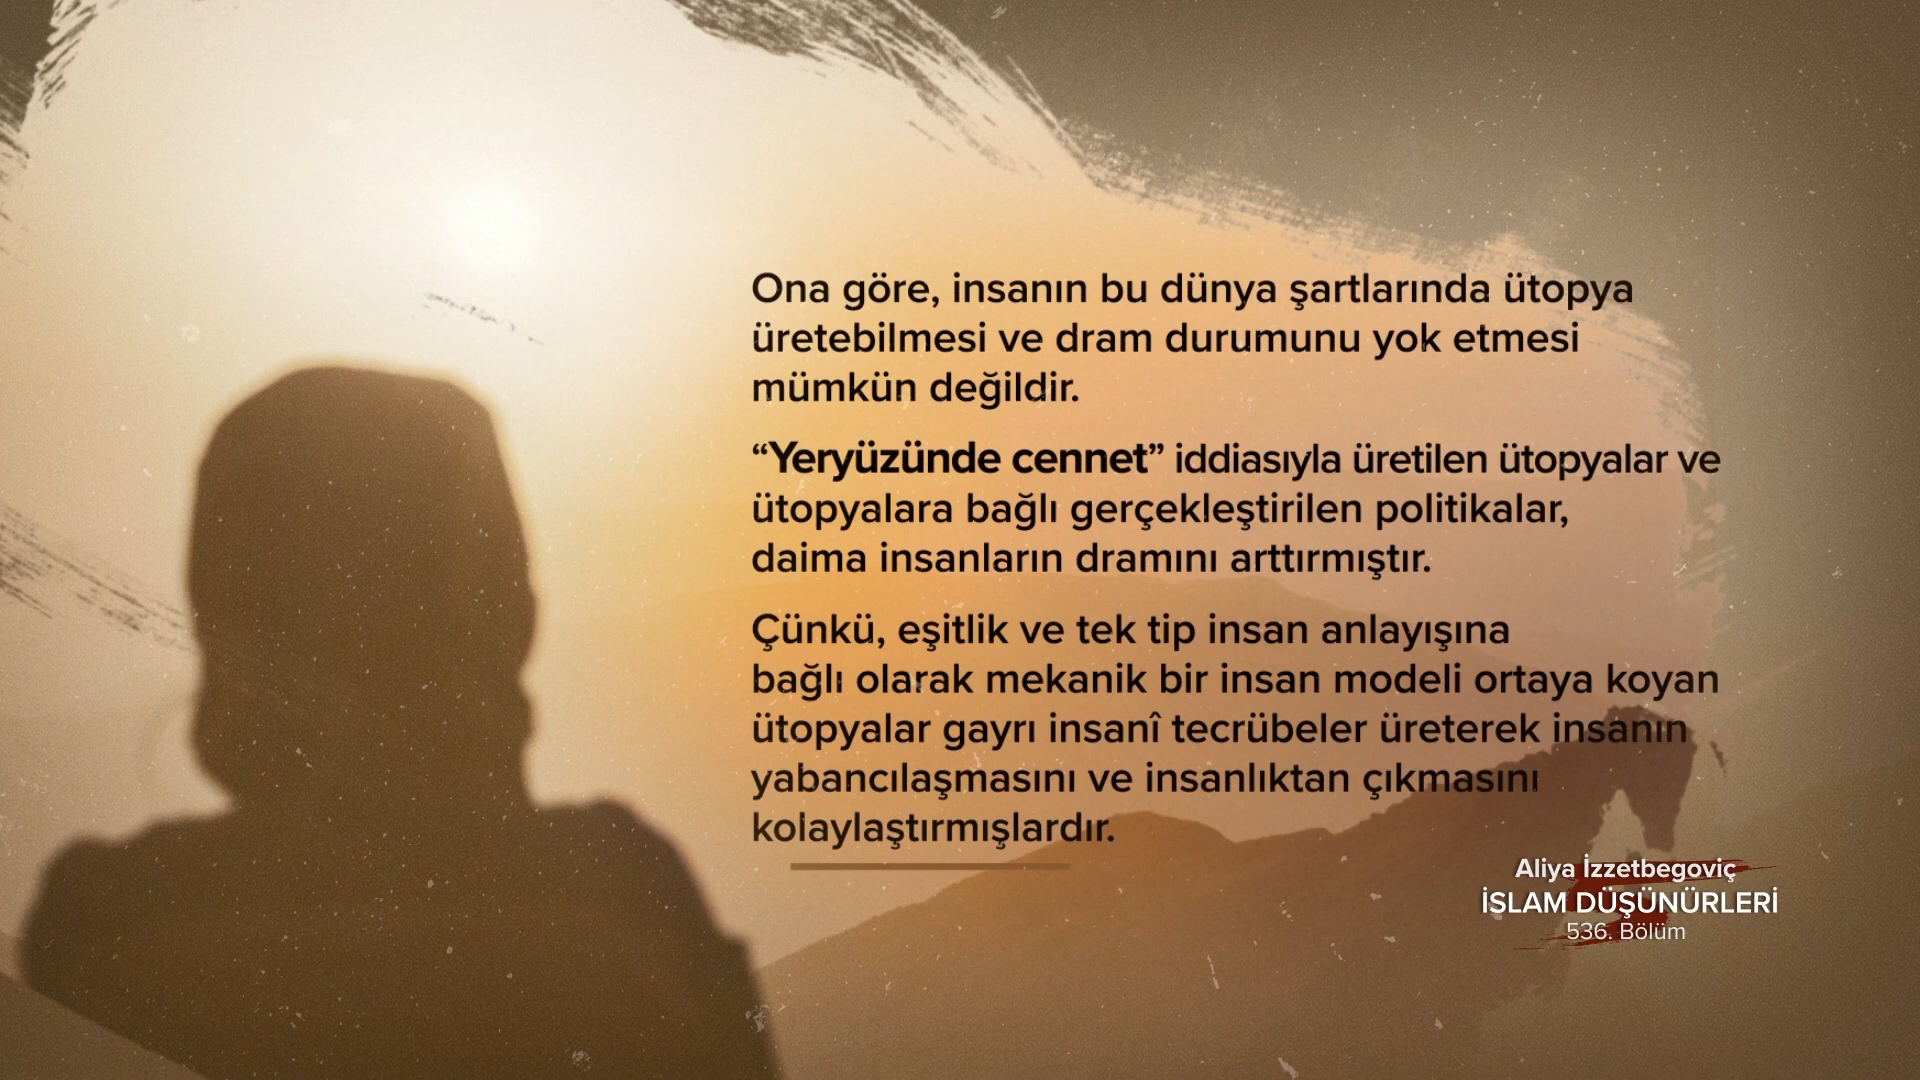 Ona göre, insanın bu dünya şartlarında ütopya
üretebilmesi ve dram durumunu yok etmesi
mümkün değildir.
“Yeryüzünde cennet” iddiasıyla üretilen ütopyalar ve
ütopyalara bağlı gerçekleştirilen politikalar,
daima insanların dramını arttırmıştır.
Çünkü, eşitlik ve tek tip insan anlayışına
bağlı olarak mekanik bir insan modeli ortaya koyan
ütopyalar gayrı insanî tecrübeler üreterek insanın
yabancılaşmasını ve insanlıktan çıkmasını
kolaylaştırmışlardır.
Aliya İzzetbegoviç
İSLAM DÜŞÜNÜRLERİ
536. Bölüm